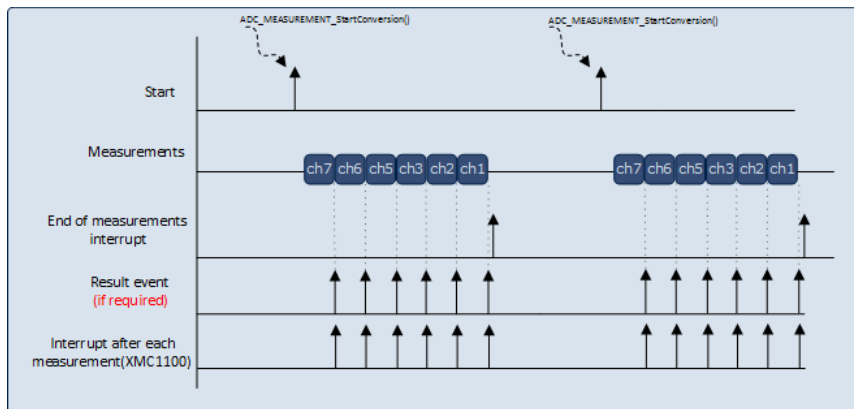 ADC_MEASUREMENT_StartConversion()
ADC_MEASUREMENT_StartConversion()
Start
Measurements
ch7 ch6 ch5 ch3 ch2 ch1
ch7 ch6 ch5 ch3 ch2 ch1
End of measurements
interrupt
Result event
(if required)
Interrupt after each
measurement(XMC1100)